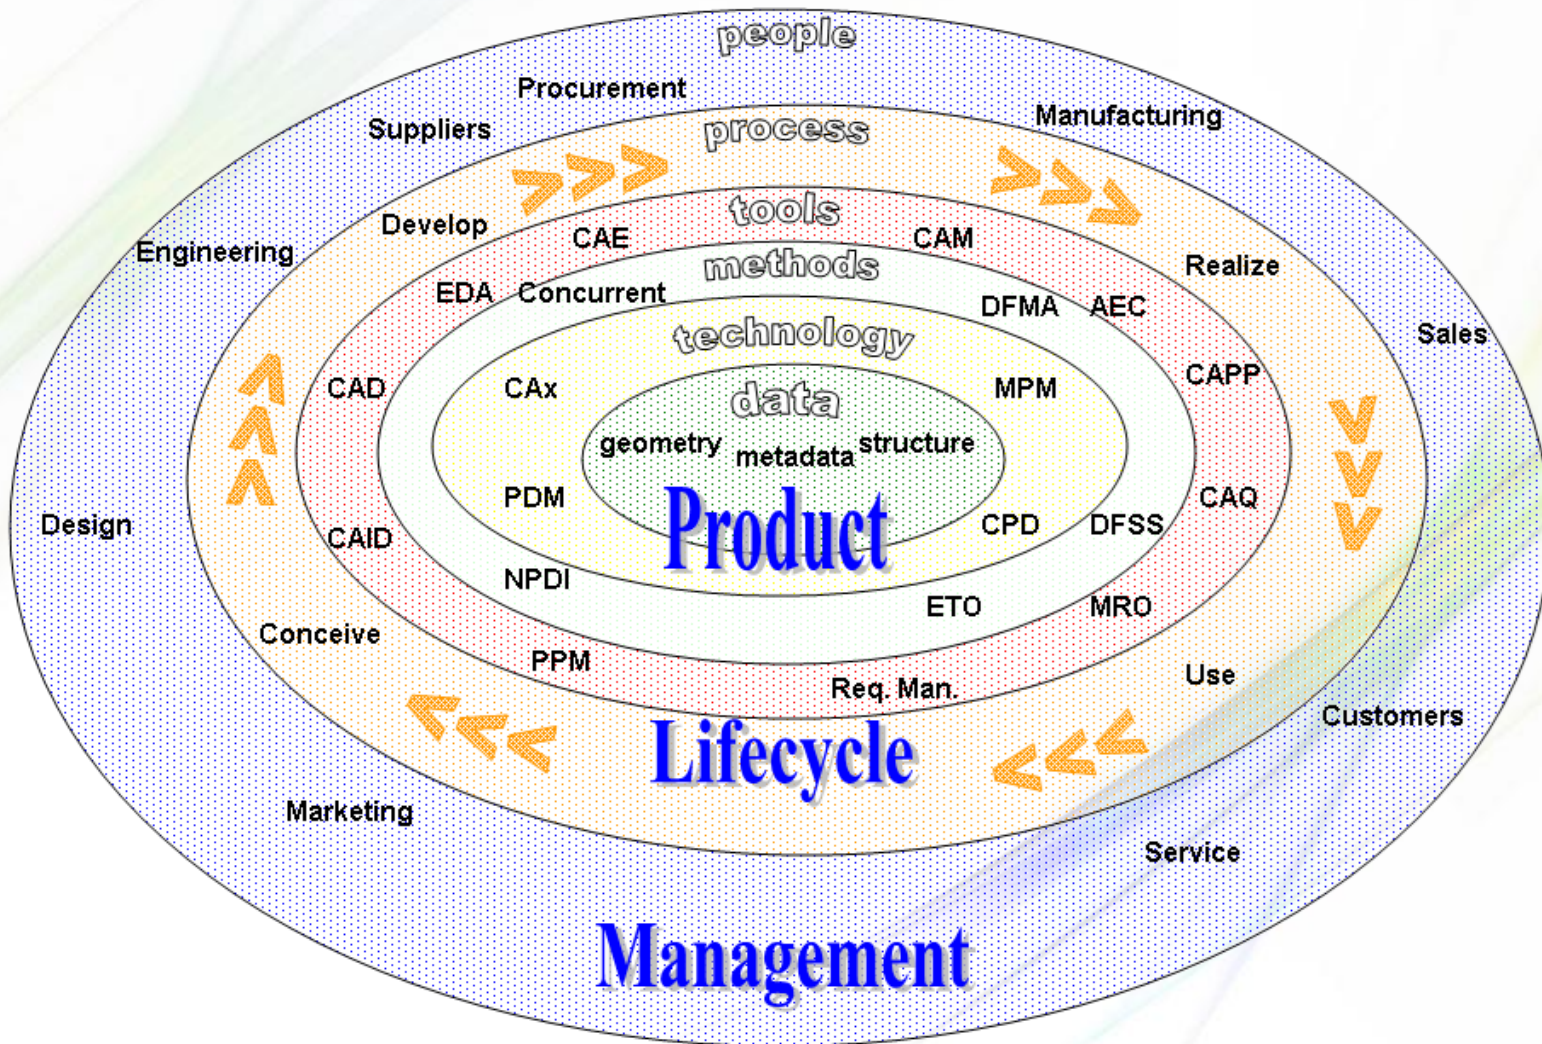 people
Procurement
Manufacturing
Suppliers
process
Develop
tools
CAE
CAM
Engineering
methods
Realize
EDA
Concurrent
DFMA
AEC
technology
Sales
CAD
CAx
data
MPM
CAPP
geometry
metadata
structure
PDM
CAQ
Design
Product
CPD
DFSS
CAID
NPDI
ETO
MRO
Conceive
PPM
Req. Man.
Use
Lifecycle
Customers
Marketing
Service
Management